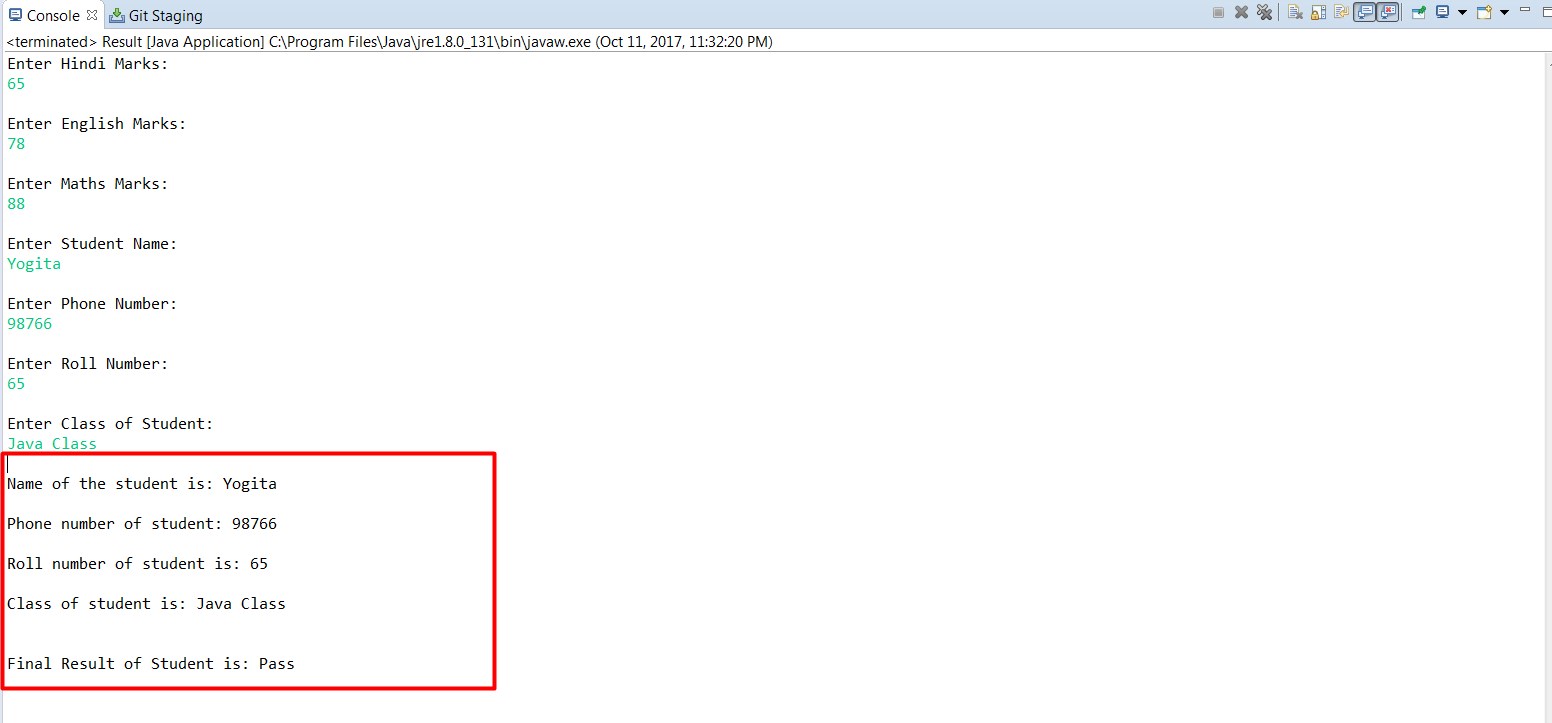 Console Git Staging
<terminated> Result [Java Application] C:\Program Files\Java\jre1.8.0_131\bin\javaw.exe (Oct 11, 2017, 11:32:20 PM)
Enter Hindi Marks:
65
Enter English Marks:
78
Enter Maths Marks:
88
Enter Student Name:
Yogita
Enter Phone Number:
98766
Enter Roll Number:
65
Enter Class of Student:
Java Class
Name of the student is: Yogita
Phone number of student: 98766
Roll number of student is: 65
Class of student is: Java Class
Final Result of Student is: Pass